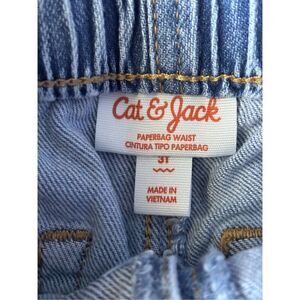 Cat & Jack
PAPERBAG WAIST
CINTURA TIPO PAPERBAG
3T
MADE IN
VIETNAM